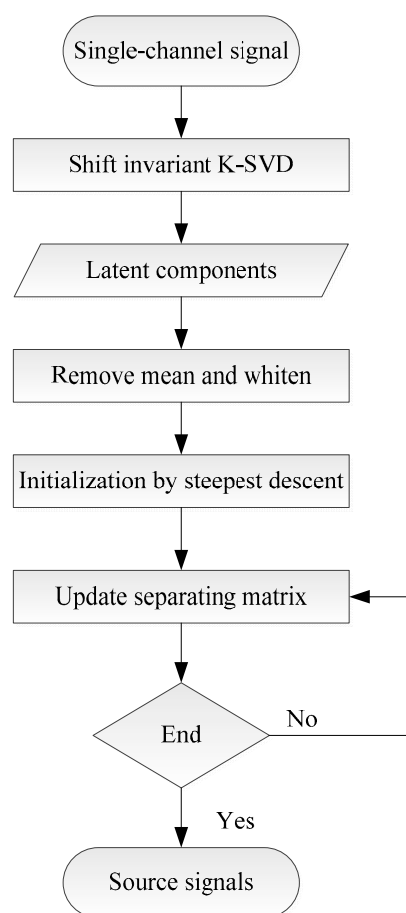 Single-channel signal
Shift invariant K-SVD
Latent components
Remove mean and whiten
Initialization by steepest descent
Update separating matrix
End
No
Yes
Source signals